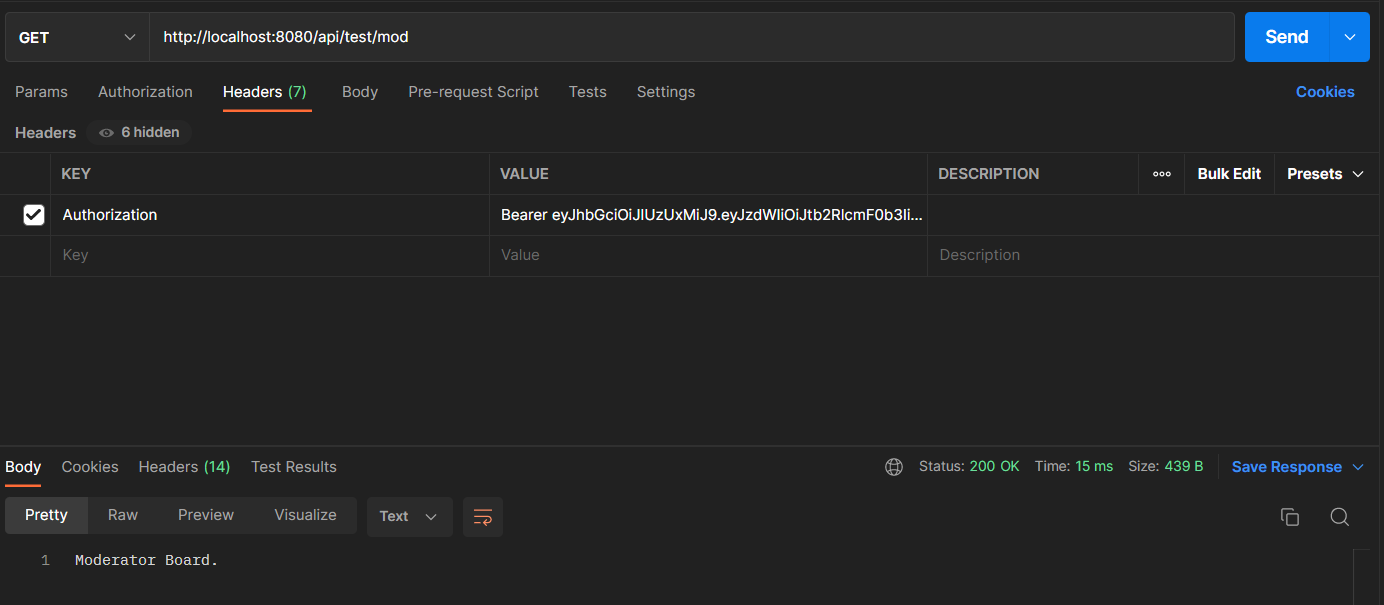 GET http://localhost:8080/api/test/mod Send
Params Authorization Headers (7) Body Pre-request Script Tests Settings Cookies
Headers 6 hidden
KEY VALUE DESCRIPTION Bulk Edit Presets
Authorization Bearer eyJhbGciOiJIUzUxMiJ9.eyJzdWIiOiJtb2RlcmF0b3Ii...
Key Value Description
Body Cookies Headers (14) Test Results Status: 200 OK Time: 15 ms Size: 439 B Save Response
Pretty Raw Preview Visualize Text
1 Moderator Board.